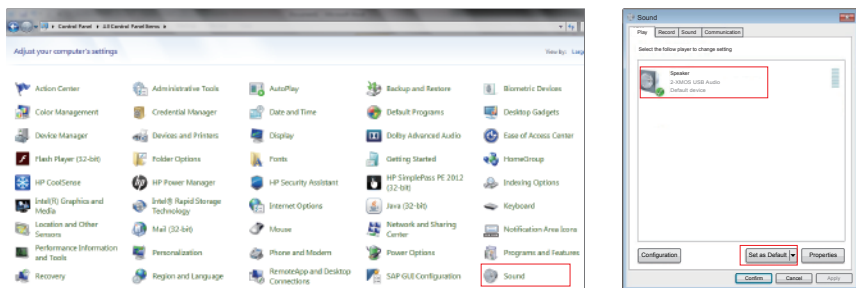 Control Panel ▸ All Control Panel Items ▸
Adjust your computer's settings
View by: Larg
Action Center
Administrative Tools
AutoPlay
Backup and Restore
Biometric Devices
Color Management
Credential Manager
Date and Time
Default Programs
Desktop Gadgets
Device Manager
Devices and Printers
Display
Dolby Advanced Audio
Ease of Access Center
Flash Player (32-bit)
Folder Options
Fonts
Getting Started
HomeGroup
HP CoolSense
HP Power Manager
HP Security Assistant
HP SimplePass PE 2012
(32-bit)
Indexing Options
Intel(R) Graphics and
Media
Intel® Rapid Storage
Technology
Internet Options
Java (32-bit)
Keyboard
Location and Other
Sensors
Mail (32-bit)
Mouse
Network and Sharing
Center
Notification Area Icons
Performance Information
and Tools
Personalization
Phone and Modem
Power Options
Programs and Features
Recovery
Region and Language
RemoteApp and Desktop
Connections
SAP GUI Configuration
Sound
Sound
Play Record Sound Communication
Select the follow player to change setting
Speaker
2-XMOS USB Audio
Default device
Configuration Set as Default Properties
Confirm Cancel Apply